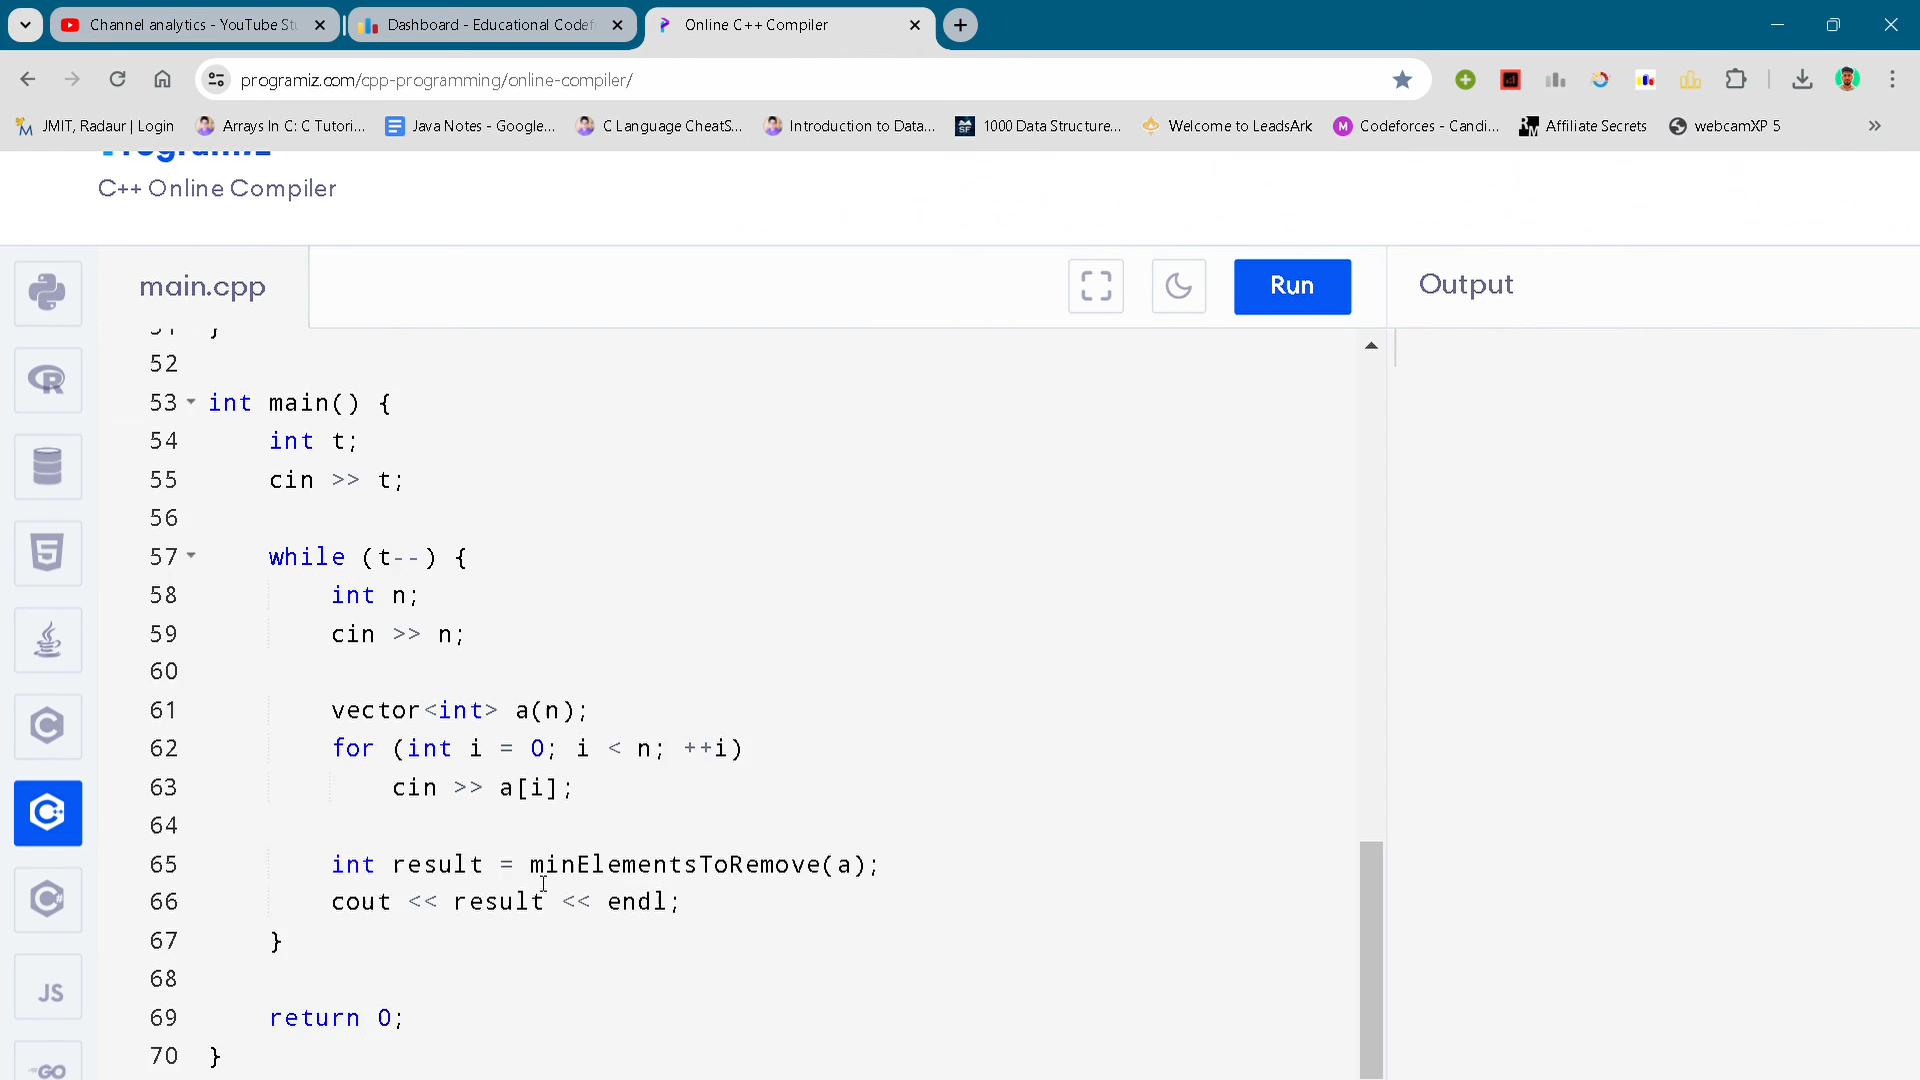 Channel analytics - YouTube Stu
Dashboard - Educational Codef
Online C++ Compiler
programiz.com/cpp-programming/online-compiler/
JMIT, Radaur | Login
Arrays In C: C Tutori...
Java Notes - Google...
C Language CheatS...
Introduction to Data...
1000 Data Structure...
Welcome to LeadsArk
Codeforces - Candi...
Affiliate Secrets
webcamXP 5
Programiz
C++ Online Compiler
main.cpp
Run
Output
51 }
52
53 int main() {
54 int t;
55 cin >> t;
56
57 while (t--) {
58 int n;
59 cin >> n;
60
61 vector<int> a(n);
62 for (int i = 0; i < n; ++i)
63 cin >> a[i];
64
65 int result = minElementsToRemove(a);
66 cout << result << endl;
67 }
68
69 return 0;
70 }
JS
GO